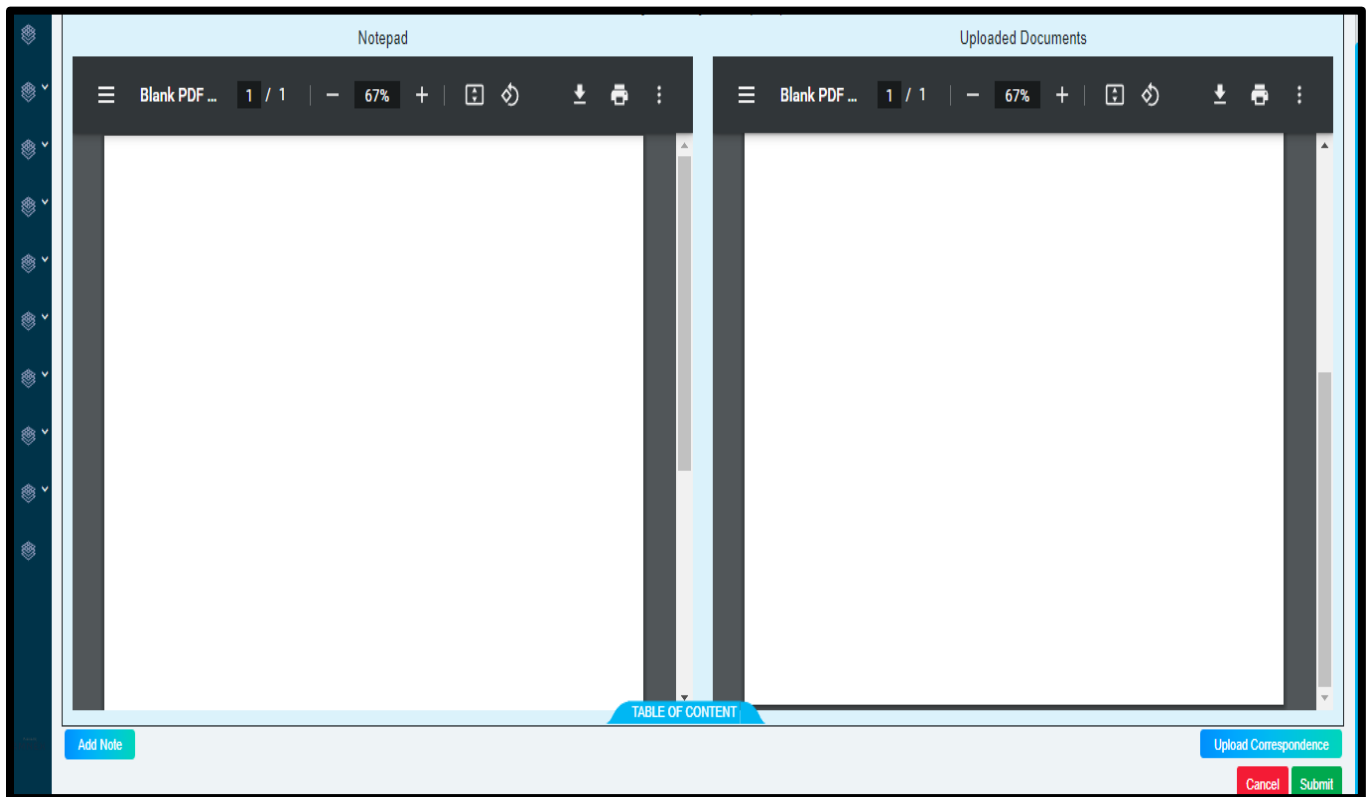 Notepad
Uploaded Documents
Blank PDF ... 1 / 1 67%
Blank PDF ... 1 / 1 67%
TABLE OF CONTENT
Add Note
Upload Correspondence
Cancel Submit